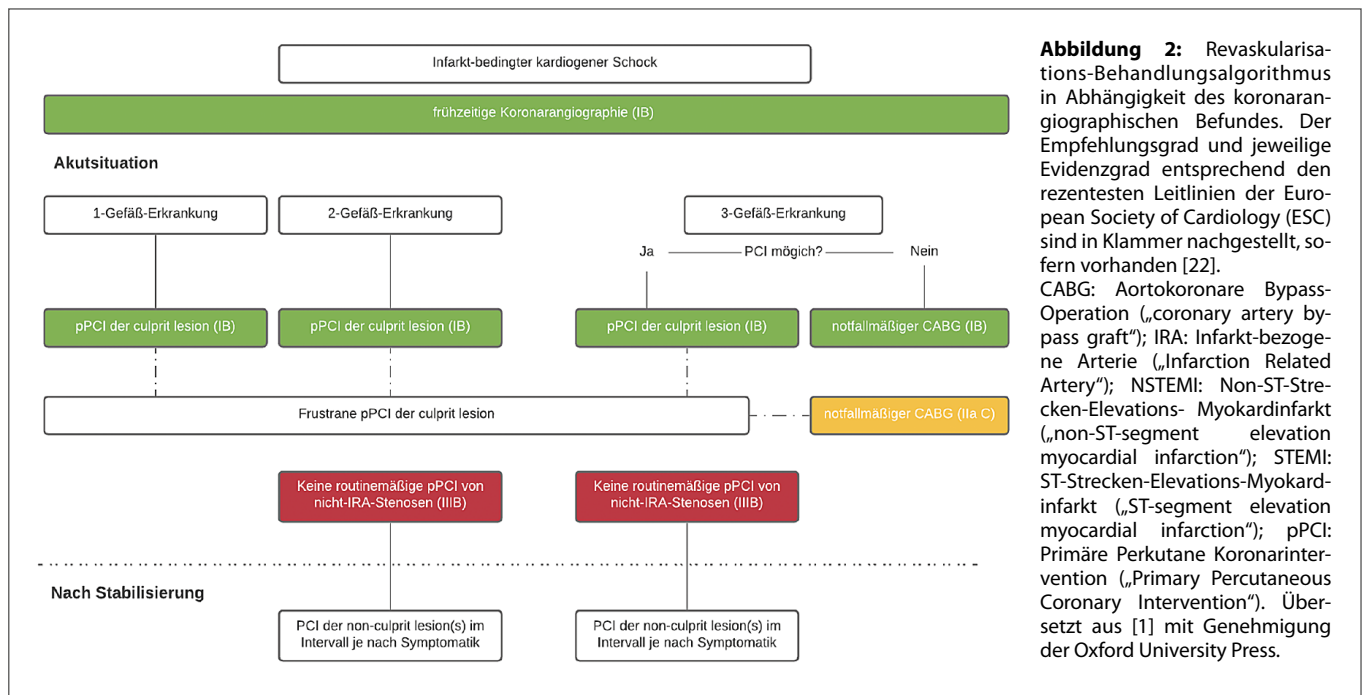 Infarkt-bedingter kardiogener Schock
frühzeitige Koronarangiographie (IB)
Akutsituation
1-Gefäß-Erkrankung
2-Gefäß-Erkrankung
3-Gefäß-Erkrankung
Ja
PCI mögich?
Nein
pPCI der culprit lesion (IB)
pPCI der culprit lesion (IB)
pPCI der culprit lesion (IB)
notfallmäßiger CABG (IB)
Frustrane pPCI der culprit lesion
notfallmäßiger CABG (IIa C)
Keine routinemäßige pPCI von
nicht-IRA-Stenosen (IIIB)
Keine routinemäßige pPCI von
nicht-IRA-Stenosen (IIIB)
Nach Stabilisierung
PCI der non-culprit lesion(s) im
Intervall je nach Symptomatik
PCI der non-culprit lesion(s) im
Intervall je nach Symptomatik
Abbildung 2: Revaskularisa-
tions-Behandlungsalgorithmus
in Abhängigkeit des koronaran-
giographischen Befundes. Der
Empfehlungsgrad und jeweilige
Evidenzgrad entsprechend den
rezentesten Leitlinien der Euro-
pean Society of Cardiology (ESC)
sind in Klammer nachgestellt, so-
fern vorhanden [22].
CABG: Aortokoronare Bypass-
Operation („coronary artery by-
pass graft“); IRA: Infarkt-bezoge-
ne Arterie („Infarction Related
Artery“); NSTEMI: Non-ST-Stre-
cken-Elevations- Myokardinfarkt
(„non-ST-segment elevation
myocardial infarction“); STEMI:
ST-Strecken-Elevations-Myokard-
infarkt („ST-segment elevation
myocardial infarction“); pPCI:
Primäre Perkutane Koronarinter-
vention („Primary Percutaneous
Coronary Intervention“). Über-
setzt aus [1] mit Genehmigung
der Oxford University Press.